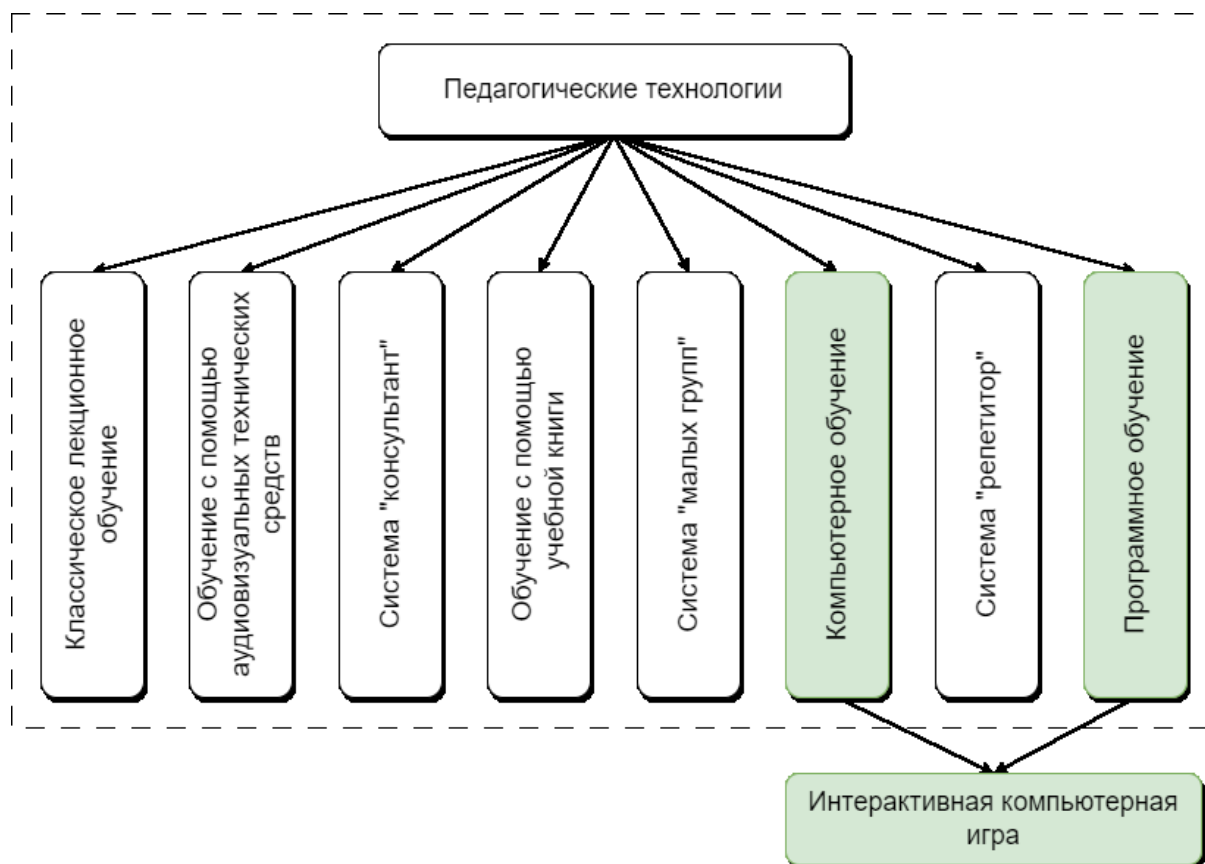 Педагогические технологии
Классическое лекционное
обучение
Обучение с помощью
аудиовизуальных технических
средств
Система "консультант"
Обучение с помощью
учебной книги
Система "малых групп"
Компьютерное обучение
Система "репетитор"
Программное обучение
Интерактивная компьютерная
игра